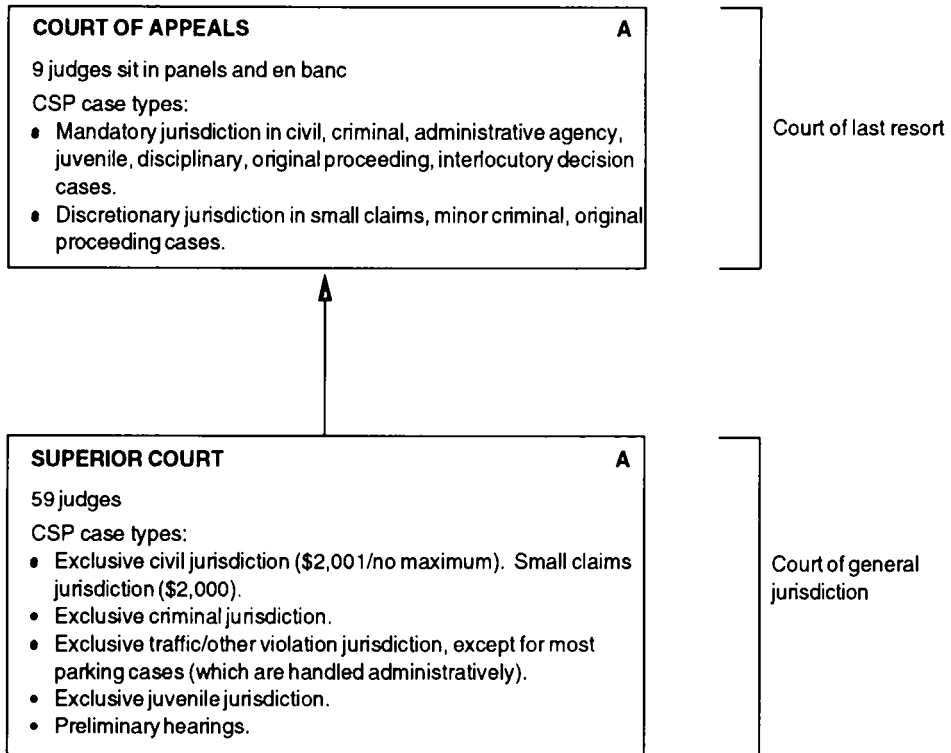 COURT OF APPEALS A
9 judges sit in panels and en banc
CSP case types:
• Mandatory jurisdiction in civil, criminal, administrative agency,
juvenile, disciplinary, original proceeding, interlocutory decision
cases.
• Discretionary jurisdiction in small claims, minor criminal, original
proceeding cases.
Court of last resort
SUPERIOR COURT A
59 judges
CSP case types:
• Exclusive civil jurisdiction ($2,001/no maximum). Small claims
jurisdiction ($2,000).
• Exclusive criminal jurisdiction.
• Exclusive traffic/other violation jurisdiction, except for most
parking cases (which are handled administratively).
• Exclusive juvenile jurisdiction.
• Preliminary hearings.
Court of general
jurisdiction